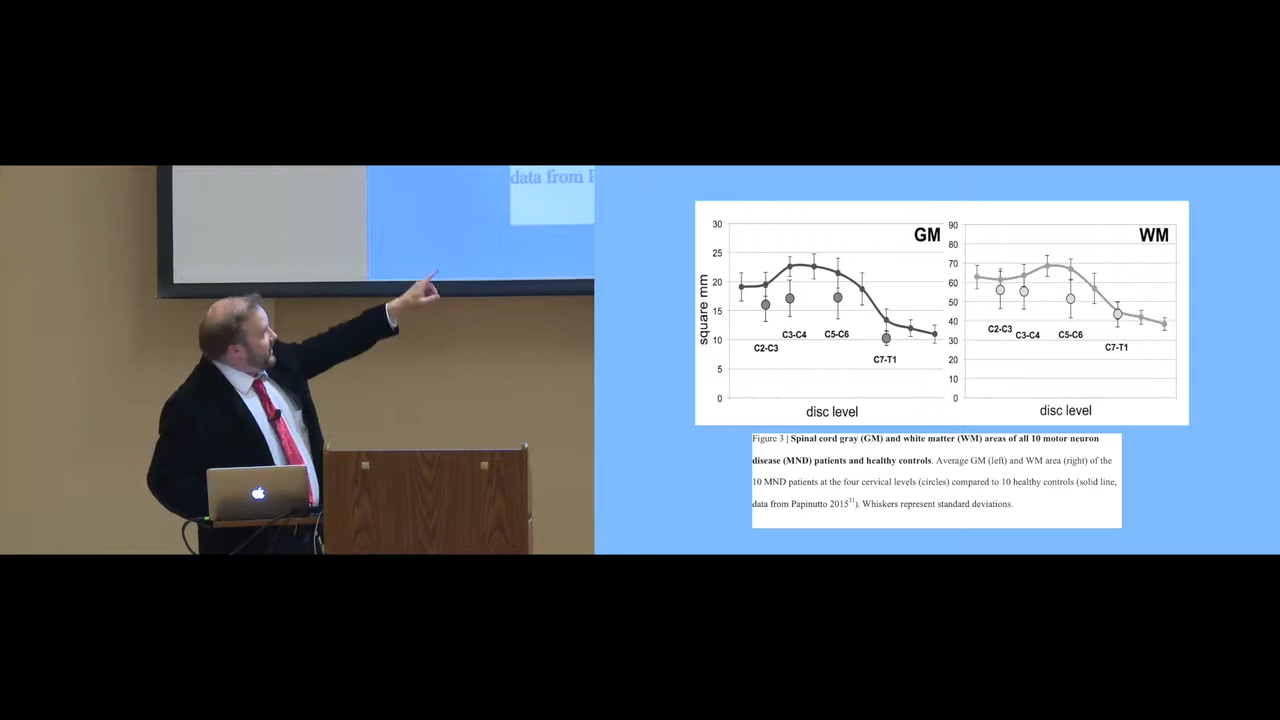 data from
30
25
20
15
10
5
0
square mm
GM
C2-C3
C3-C4
C5-C6
C7-T1
disc level
90
80
70
60
50
40
30
20
10
0
WM
C2-C3
C3-C4
C5-C6
C7-T1
disc level
Figure 3 | Spinal cord gray (GM) and white matter (WM) areas of all 10 motor neuron
disease (MND) patients and healthy controls. Average GM (left) and WM area (right) of the
10 MND patients at the four cervical levels (circles) compared to 10 healthy controls (solid line,
data from Papinutto 2015³¹). Whiskers represent standard deviations.